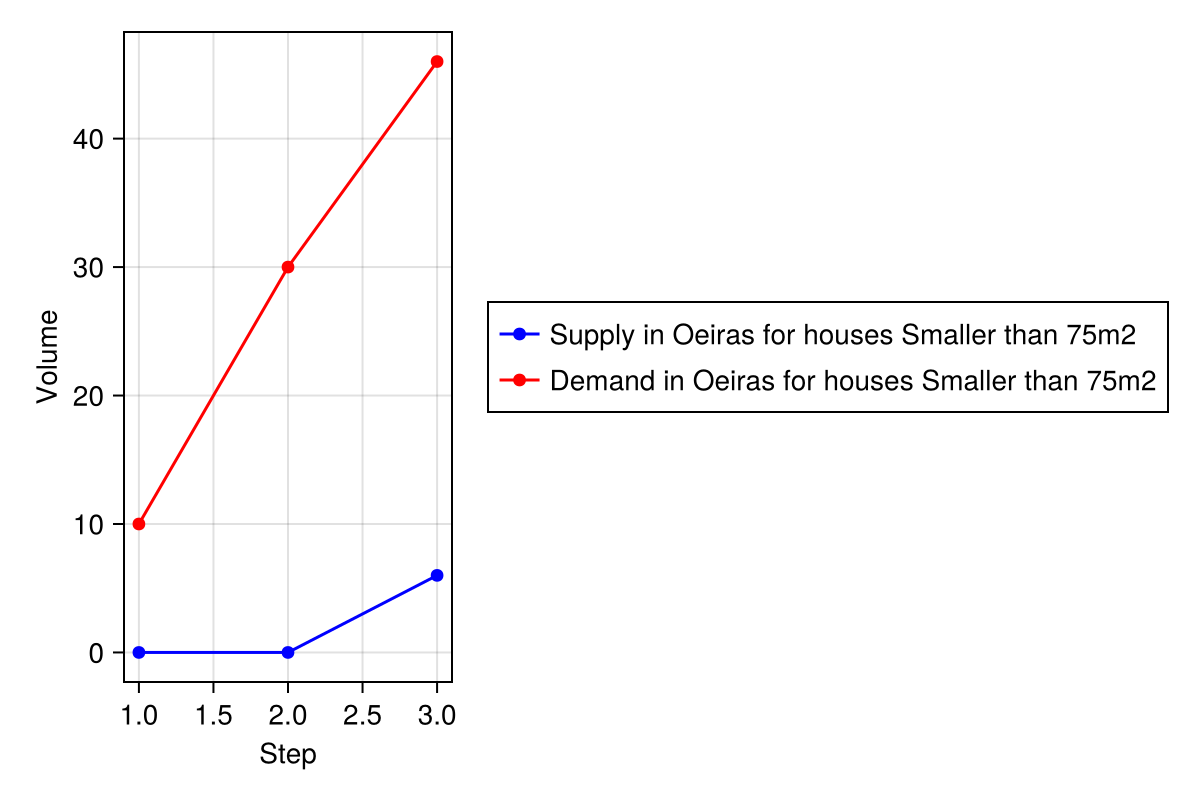 40
30
20
10
0
Volume
1.0 1.5 2.0 2.5 3.0
Step
Supply in Oeiras for houses Smaller than 75m2
Demand in Oeiras for houses Smaller than 75m2